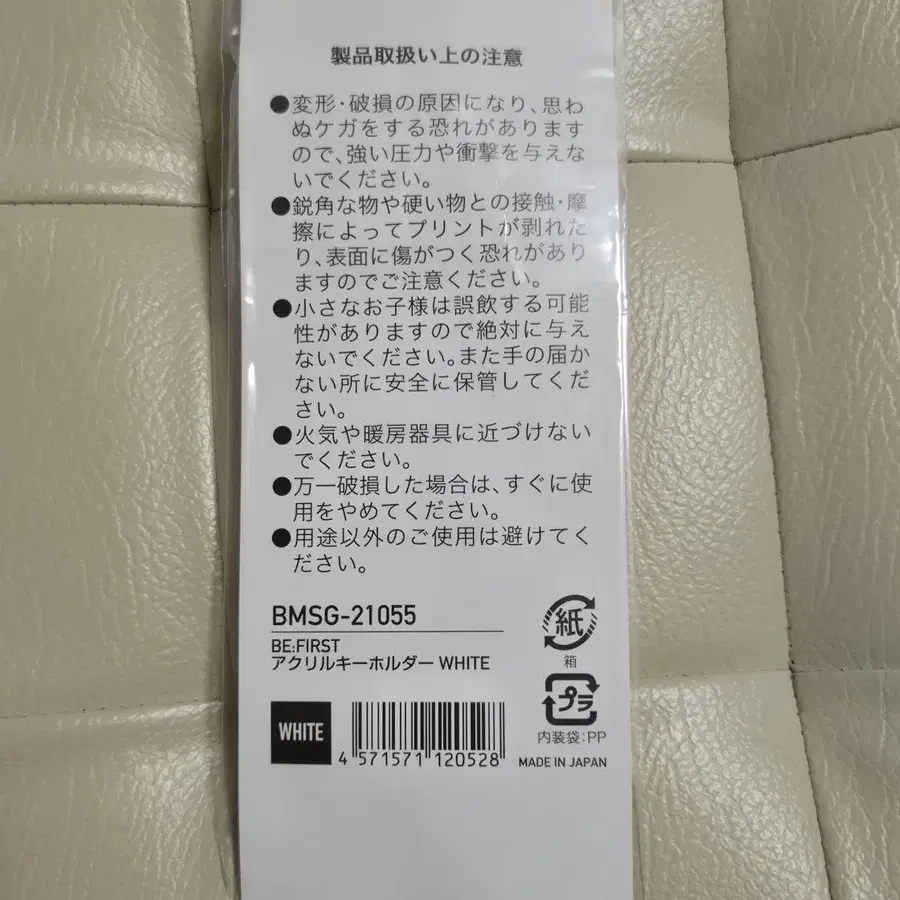 製品取扱い上の注意
●変形・破損の原因になり、思わ
ぬケガをする恐れがあります
ので、強い圧力や衝撃を与えな
いでください。
●鋭角な物や硬い物との接触・摩
擦によってプリントが剥れた
り、表面に傷がつく恐れがあり
ますのでご注意ください。
●小さなお子様は誤飲する可能
性がありますので絶対に与え
ないでください。また手の届か
ない所に安全に保管してくだ
さい。
●火気や暖房器具に近づけない
でください。
●万一破損した場合は、すぐに使
用をやめてください。
●用途以外のご使用は避けてく
ださい。
BMSG-21055
BE:FIRST
アクリルキーホルダー WHITE
WHITE
4 571571 120528
紙
箱
プラ
内装袋:PP
MADE IN JAPAN